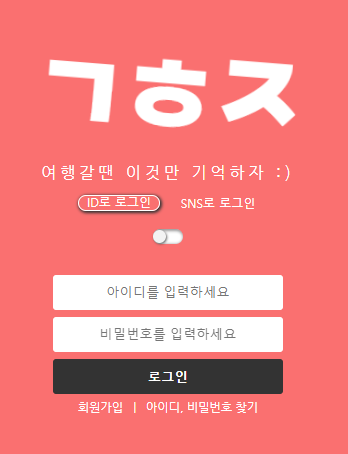 ㄱㅎㅈ
여행갈땐 이것만 기억하자 :)
ID로 로그인 SNS로 로그인
아이디를 입력하세요
비밀번호를 입력하세요
로그인
회원가입 | 아이디, 비밀번호 찾기